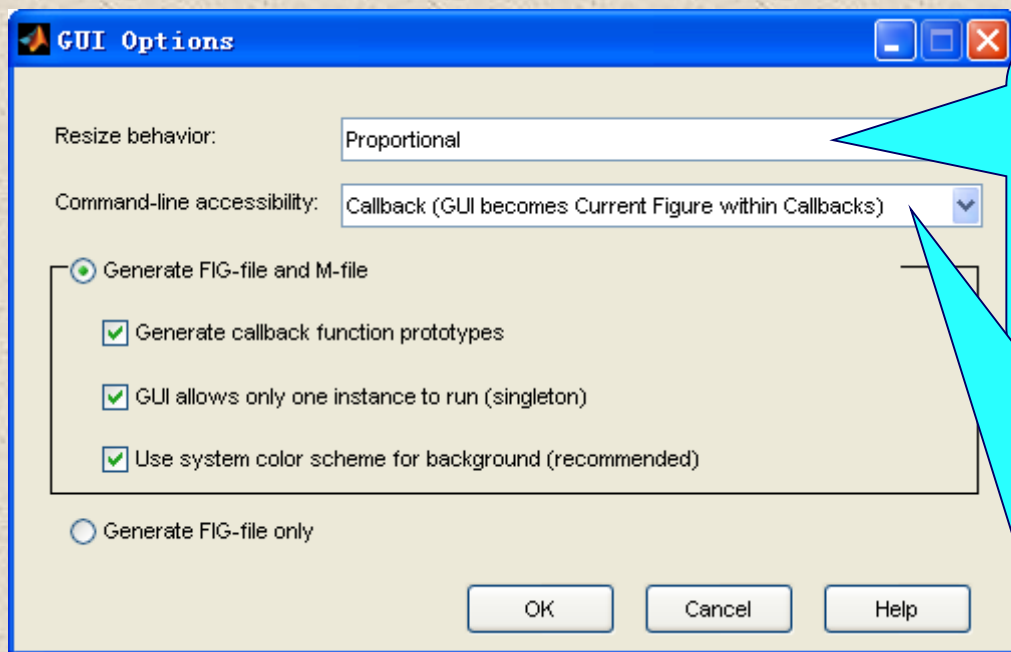 GUI Options
Resize behavior:
Proportional
Command-line accessibility:
Callback (GUI becomes Current Figure within Callbacks)
Generate FIG-file and M-file
Generate callback function prototypes
GUI allows only one instance to run (singleton)
Use system color scheme for background (recommended)
Generate FIG-file only
OK
Cancel
Help